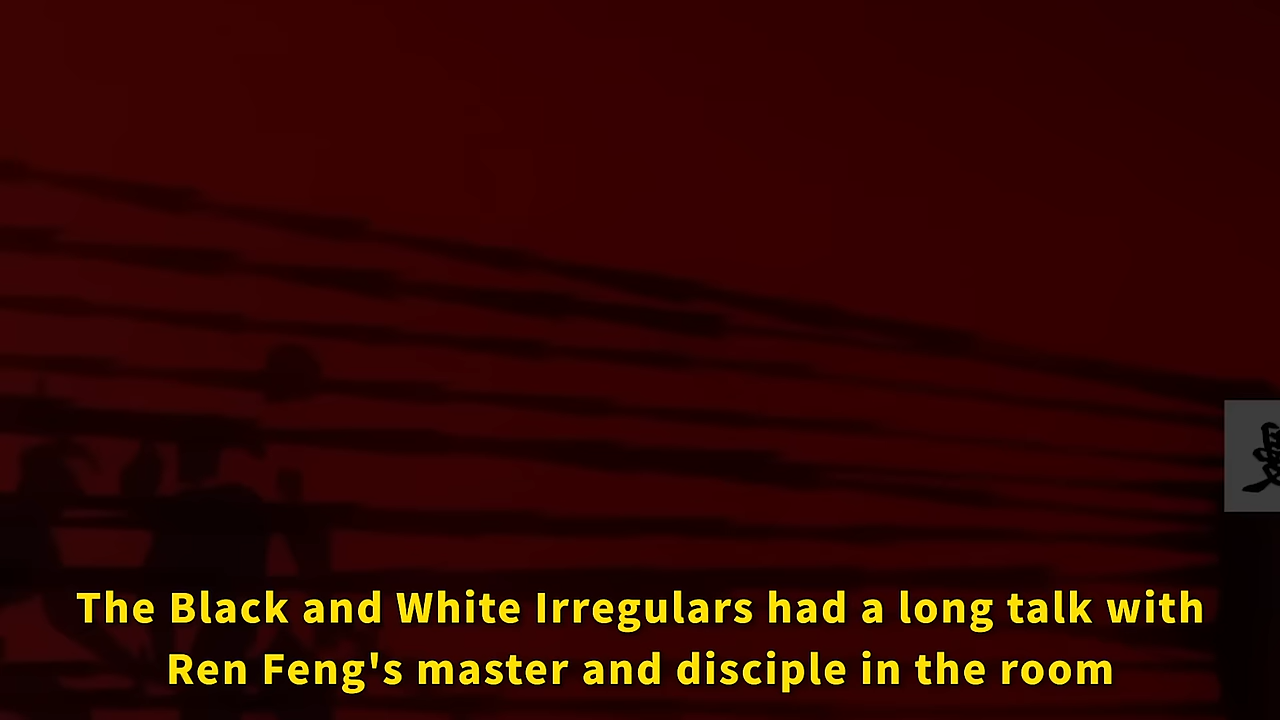 The Black and White Irregulars had a long talk with
Ren Feng's master and disciple in the room